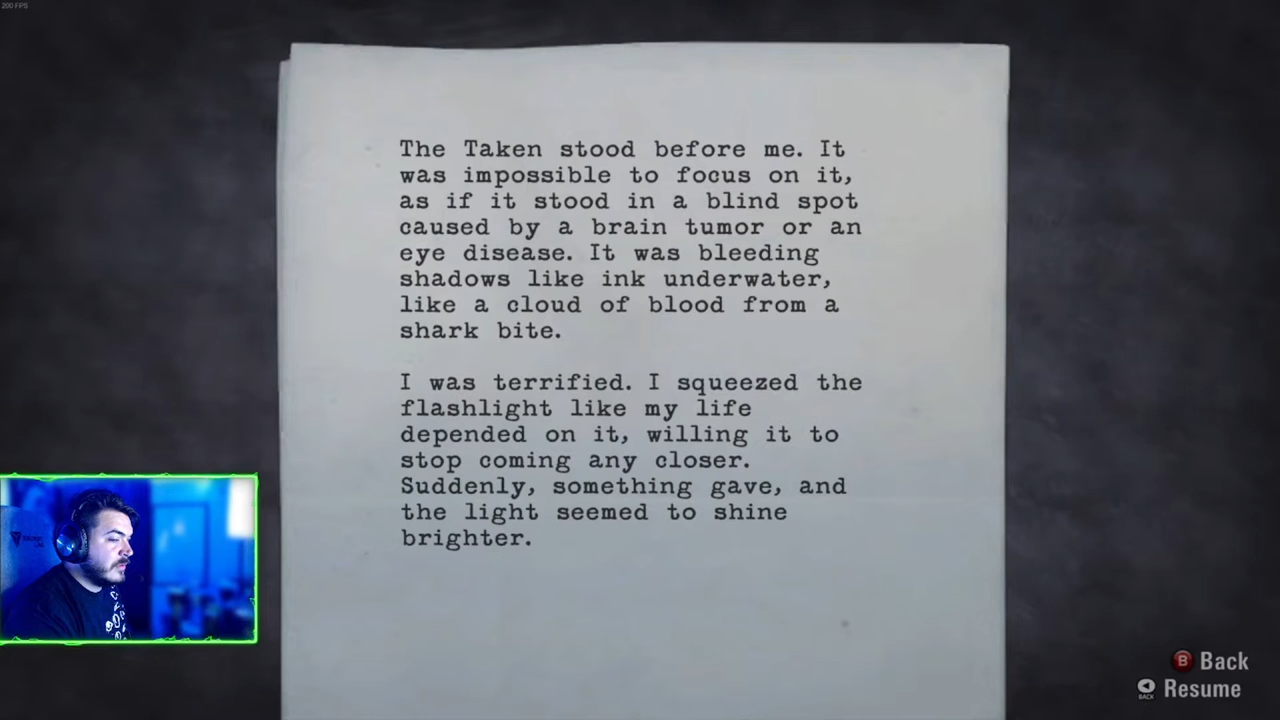 200 FPS
The Taken stood before me. It
was impossible to focus on it,
as if it stood in a blind spot
caused by a brain tumor or an
eye disease. It was bleeding
shadows like ink underwater,
like a cloud of blood from a
shark bite.
I was terrified. I squeezed the
flashlight like my life
depended on it, willing it to
stop coming any closer.
Suddenly, something gave, and
the light seemed to shine
brighter.
B Back
BACK Resume